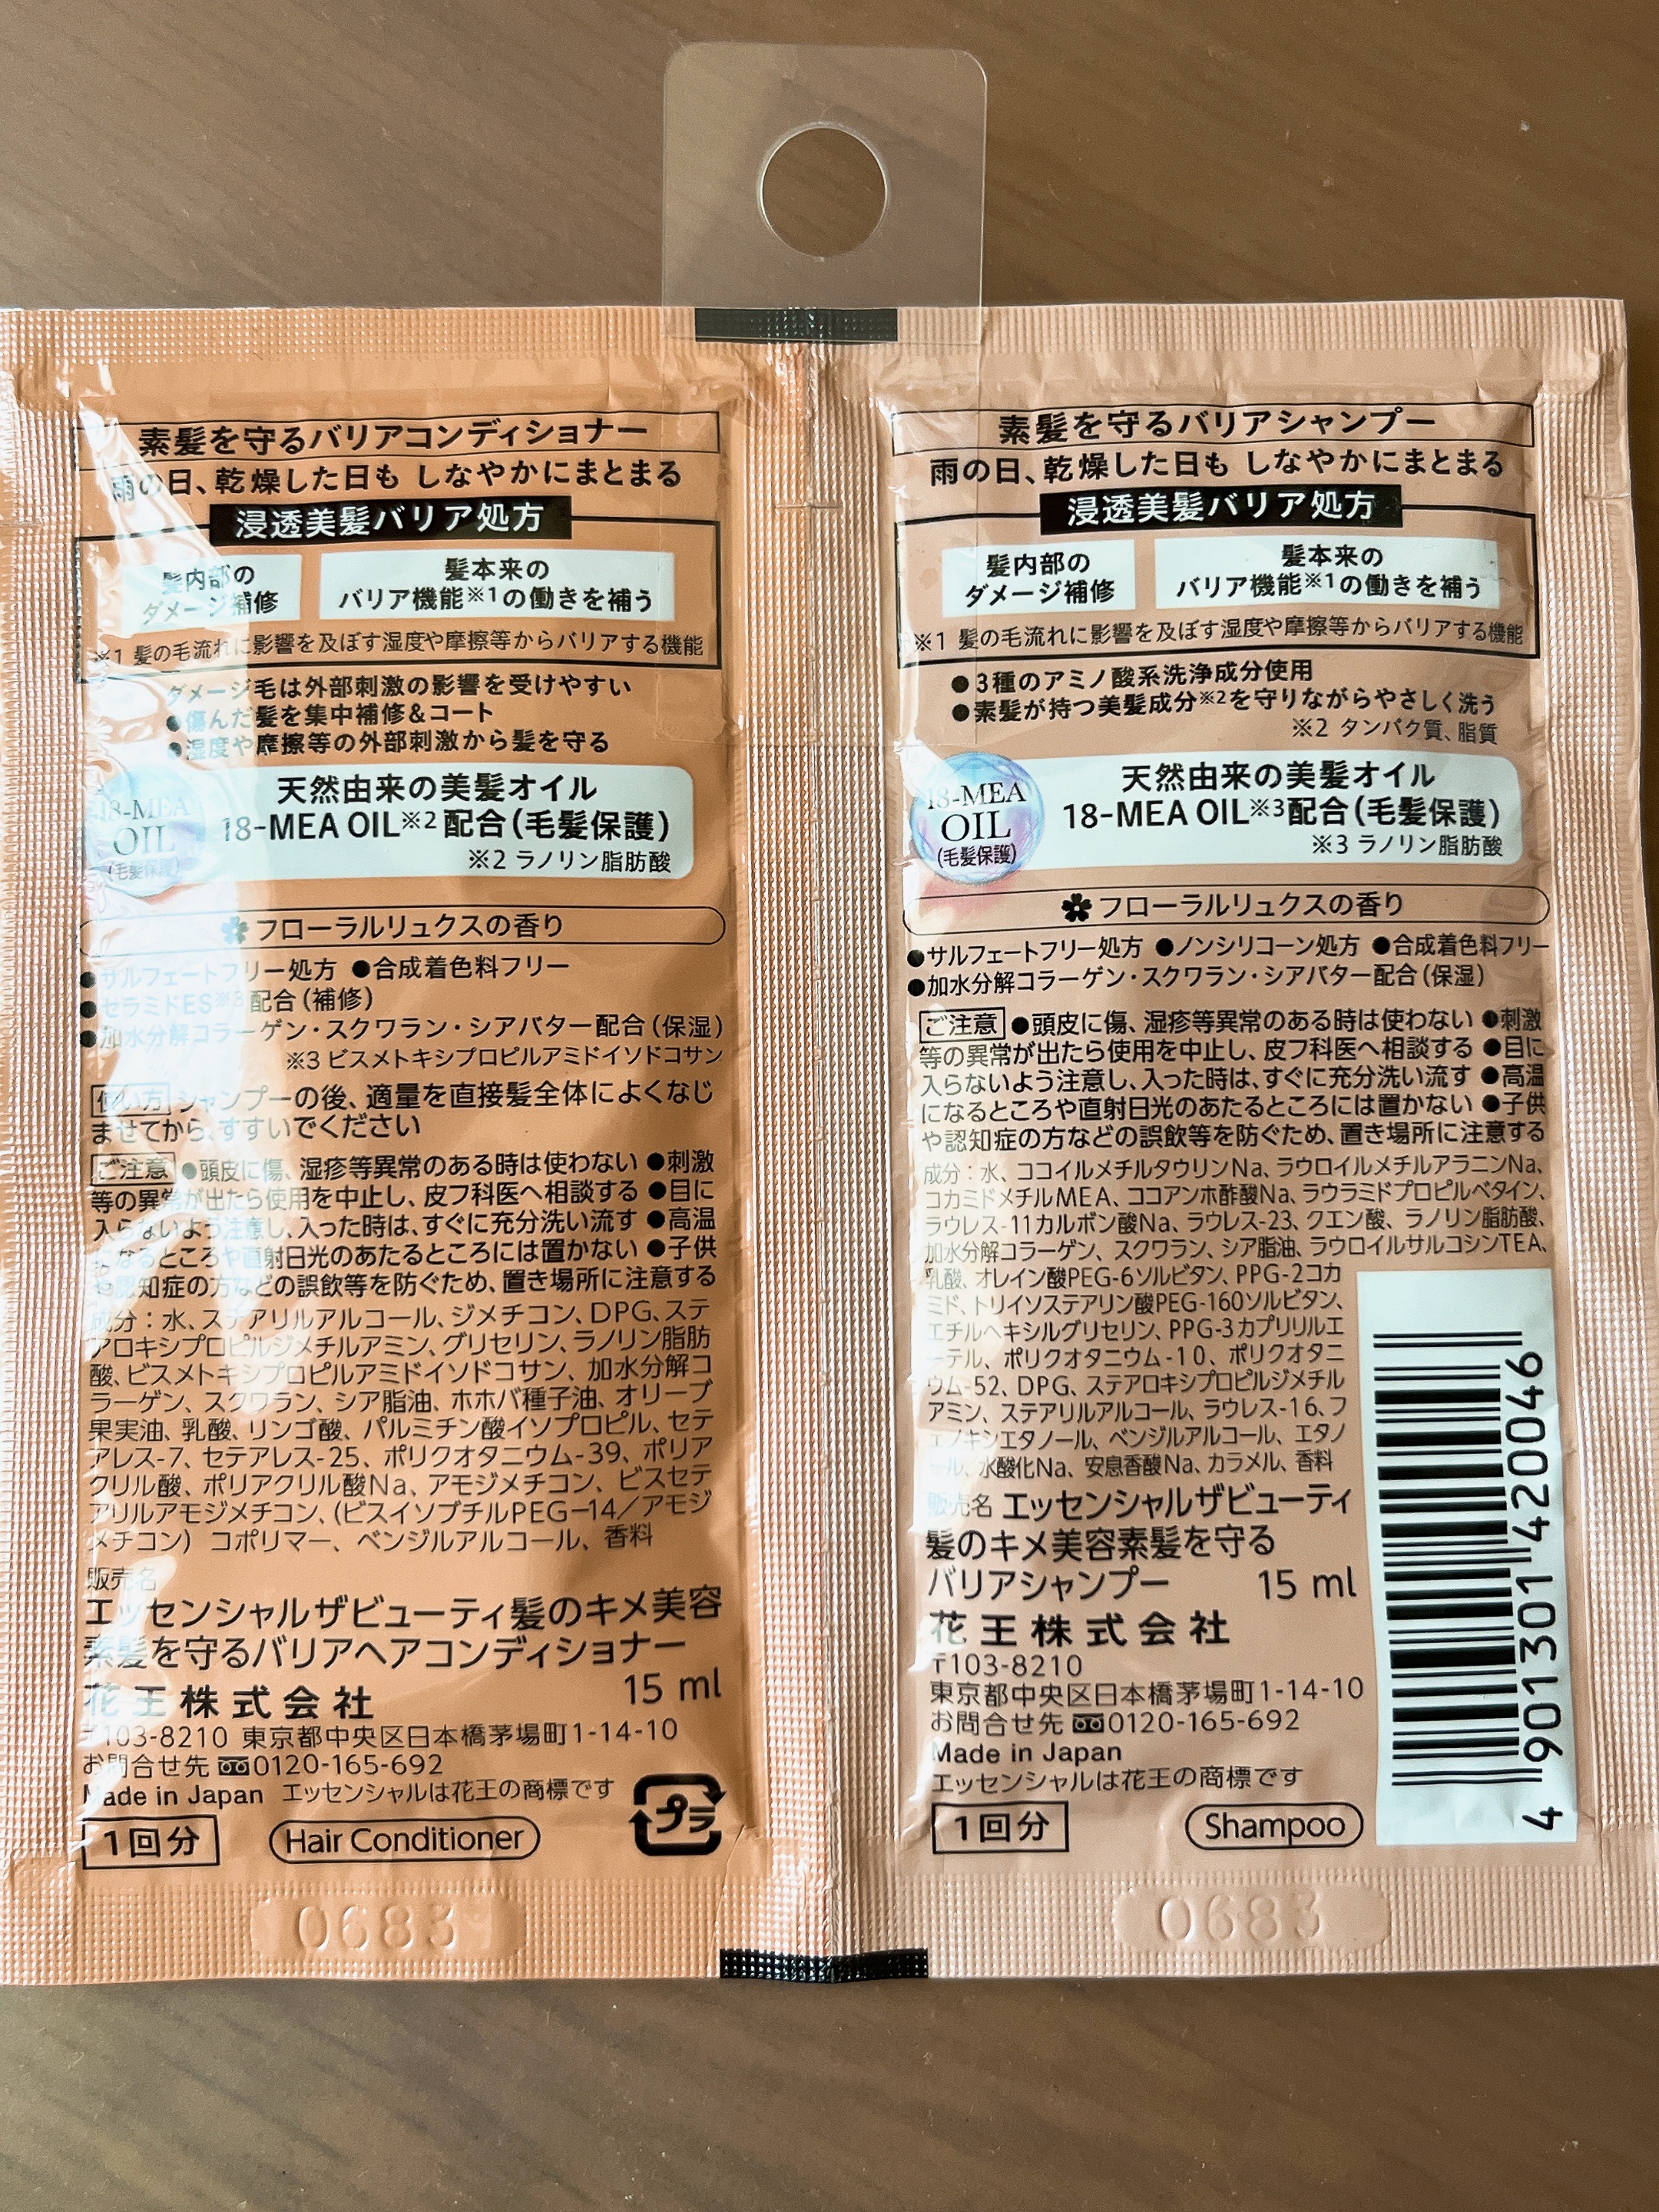 素髪を守るバリアコンディショナー
雨の日、乾燥した日も しなやかにまとまる
浸透美髪バリア処方
髪内部の
ダメージ補修
髪本来の
バリア機能※1の働きを補う
※1 髪の毛流れに影響を及ぼす湿度や摩擦等からバリアする機能
ダメージ毛は外部刺激の影響を受けやすい
●傷んだ髪を集中補修&コート
●湿度や摩擦等の外部刺激から髪を守る
18-MEA
OIL
(毛髪保護)
天然由来の美髪オイル
18-MEA OIL※2配合(毛髪保護)
※2 ラノリン脂肪酸
フローラルリュクスの香り
●サルフェートフリー処方 ●合成着色料フリー
●セラミドES※3配合(補修)
●加水分解コラーゲン・スクワラン・シアバター配合(保湿)
※3 ビスメトキシプロピルアミドイソドコサン
使い方 シャンプーの後、適量を直接髪全体によくなじ
ませてから、すすいでください
ご注意 ●頭皮に傷、湿疹等異常のある時は使わない ●刺激
等の異常が出たら使用を中止し、皮フ科医へ相談する ●目に
入らないよう注意し、入った時は、すぐに充分洗い流す ●高温
になるところや直射日光のあたるところには置かない ●子供
や認知症の方などの誤飲等を防ぐため、置き場所に注意する
成分：水、ステアリルアルコール、ジメチコン、DPG、ステ
アロキシプロピルジメチルアミン、グリセリン、ラノリン脂肪
酸、ビスメトキシプロピルアミドイソドコサン、加水分解コ
ラーゲン、スクワラン、シア脂油、ホホバ種子油、オリーブ
果実油、乳酸、リンゴ酸、パルミチン酸イソプロピル、セテ
アレス-7、セテアレス-25、ポリクオタニウム-39、ポリア
クリル酸、ポリアクリル酸Na、アモジメチコン、ビスセテ
アリルアモジメチコン、(ビスイソブチルPEG-14／アモジ
メチコン)コポリマー、ベンジルアルコール、香料
販売名
エッセンシャルザビューティ髪のキメ美容
素髪を守るバリアヘアコンディショナー
15 ml
花王株式会社
〒103-8210 東京都中央区日本橋茅場町1-14-10
お問合せ先 0120-165-692
Made in Japan エッセンシャルは花王の商標です
1回分
Hair Conditioner
プラ
0683
素髪を守るバリアシャンプー
雨の日、乾燥した日も しなやかにまとまる
浸透美髪バリア処方
髪内部の
ダメージ補修
髪本来の
バリア機能※1の働きを補う
※1 髪の毛流れに影響を及ぼす湿度や摩擦等からバリアする機能
●3種のアミノ酸系洗浄成分使用
●素髪が持つ美髪成分※2を守りながらやさしく洗う
※2 タンパク質、脂質
18-MEA
OIL
(毛髪保護)
天然由来の美髪オイル
18-MEA OIL※3配合(毛髪保護)
※3 ラノリン脂肪酸
フローラルリュクスの香り
●サルフェートフリー処方 ●ノンシリコーン処方 ●合成着色料フリー
●加水分解コラーゲン・スクワラン・シアバター配合(保湿)
ご注意 ●頭皮に傷、湿疹等異常のある時は使わない ●刺激
等の異常が出たら使用を中止し、皮フ科医へ相談する ●目に
入らないよう注意し、入った時は、すぐに充分洗い流す ●高温
になるところや直射日光のあたるところには置かない ●子供
や認知症の方などの誤飲等を防ぐため、置き場所に注意する
成分：水、ココイルメチルタウリンNa、ラウロイルメチルアラニンNa、
コカミドメチルMEA、ココアンホ酢酸Na、ラウラミドプロピルベタイン、
ラウレス-11カルボン酸Na、ラウレス-23、クエン酸、ラノリン脂肪酸、
加水分解コラーゲン、スクワラン、シア脂油、ラウロイルサルコシンTEA、
乳酸、オレイン酸PEG-6ソルビタン、PPG-2コカ
ミド、トリイソステアリン酸PEG-160ソルビタン、
エチルヘキシルグリセリン、PPG-3カプリリルエ
ーテル、ポリクオタニウム-10、ポリクオタニ
ウム-52、DPG、ステアロキシプロピルジメチル
アミン、ステアリルアルコール、ラウレス-16、フ
ェノキシエタノール、ベンジルアルコール、エタノ
ール、水酸化Na、安息香酸Na、カラメル、香料
販売名 エッセンシャルザビューティ
髪のキメ美容素髪を守る
バリアシャンプー 15 ml
花王株式会社
〒103-8210
東京都中央区日本橋茅場町1-14-10
お問合せ先 0120-165-692
Made in Japan
エッセンシャルは花王の商標です
1回分
Shampoo
4 901301 420046
0683